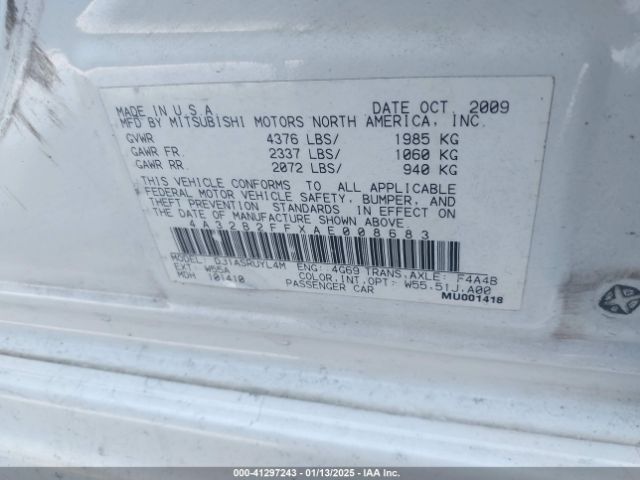 MADE IN U.S.A. DATE OCT. 2009
MFD BY MITSUBISHI MOTORS NORTH AMERICA, INC.
GVWR 4376 LBS/ 1985 KG
GAWR FR. 2337 LBS/ 1060 KG
GAWR RR. 2072 LBS/ 940 KG
THIS VEHICLE CONFORMS TO ALL APPLICABLE
FEDERAL MOTOR VEHICLE SAFETY, BUMPER, AND
THEFT PREVENTION STANDARDS IN EFFECT ON
THE DATE OF MANUFACTURE SHOWN ABOVE.
4A32B2FFXAE008683
MODEL: DJ1ASRUYL4M ENG: 4G69 TRANS.AXLE: F4A4B
EXT: W55A COLOR.INT.OPT: W55.51J.A00
MDH: 101410 PASSENGER CAR
MU001418
000-41297243 - 01/13/2025 - IAA Inc.